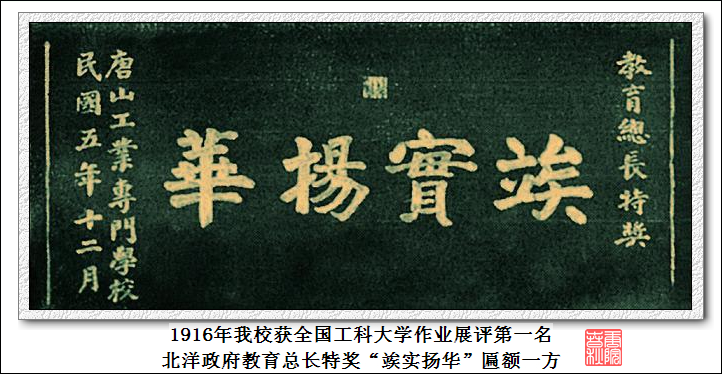 教育總長特獎
竢實揚華
唐山工業專門學校
民國五年十二月
1916年我校获全国工科大学作业展评第一名
北洋政府教育总长特奖“竢实扬华”匾额一方